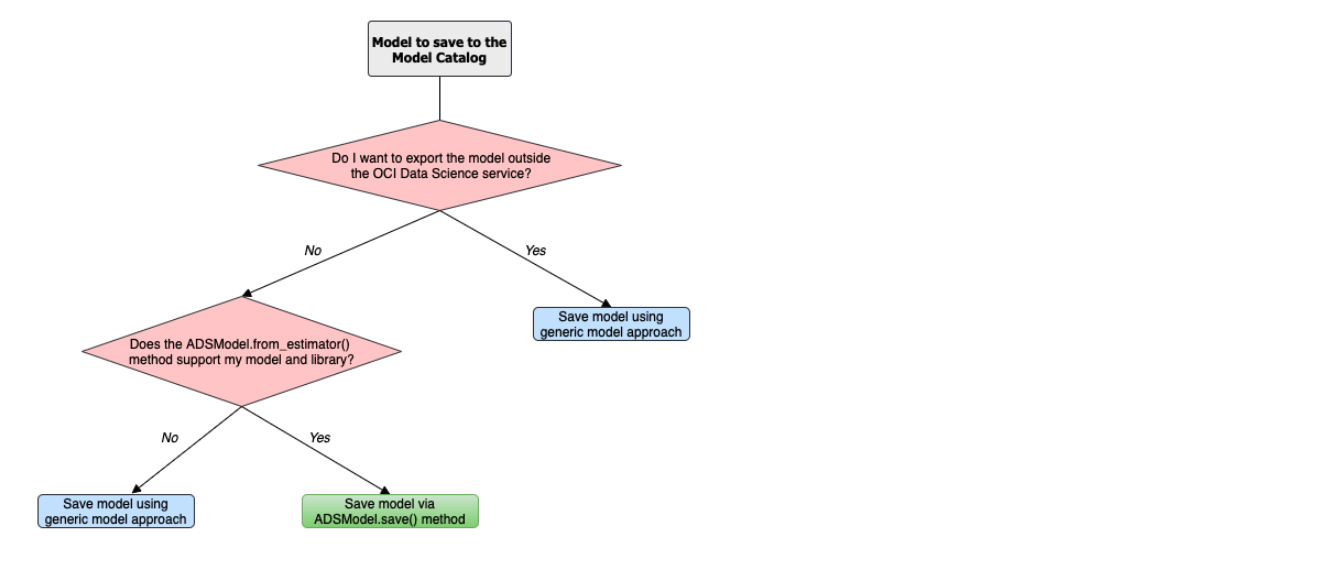 Model to save to the
Model Catalog
Do I want to export the model outside
the OCI Data Science service?
No
Yes
Save model using
generic model approach
Does the ADSModel.from_estimator()
method support my model and library?
No
Yes
Save model using
generic model approach
Save model via
ADSModel.save() method